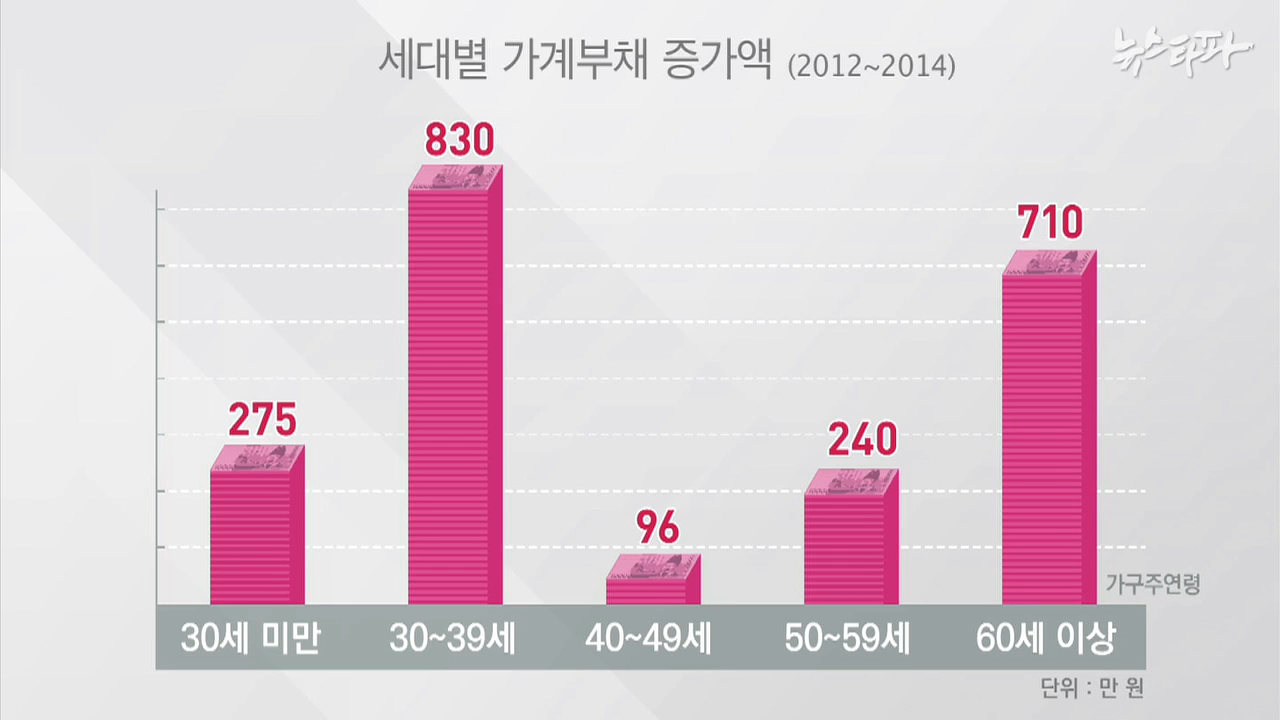 세대별 가계부채 증가액 (2012~2014)
뉴스타파
830
710
275
240
96
가구주연령
30세 미만
30~39세
40~49세
50~59세
60세 이상
단위 : 만 원